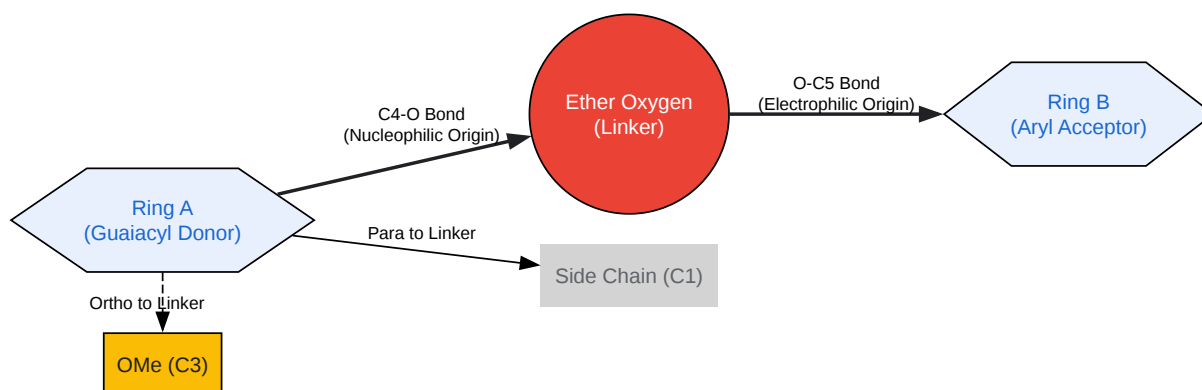 C4-O Bond
(Nucleophilic Origin)
Ether Oxygen
(Linker)
O-C5 Bond
(Electrophilic Origin)
Ring B
(Aryl Acceptor)
Ring A
(Guaiacyl Donor)
Para to Linker
Side Chain (C1)
Ortho to Linker
OMe (C3)